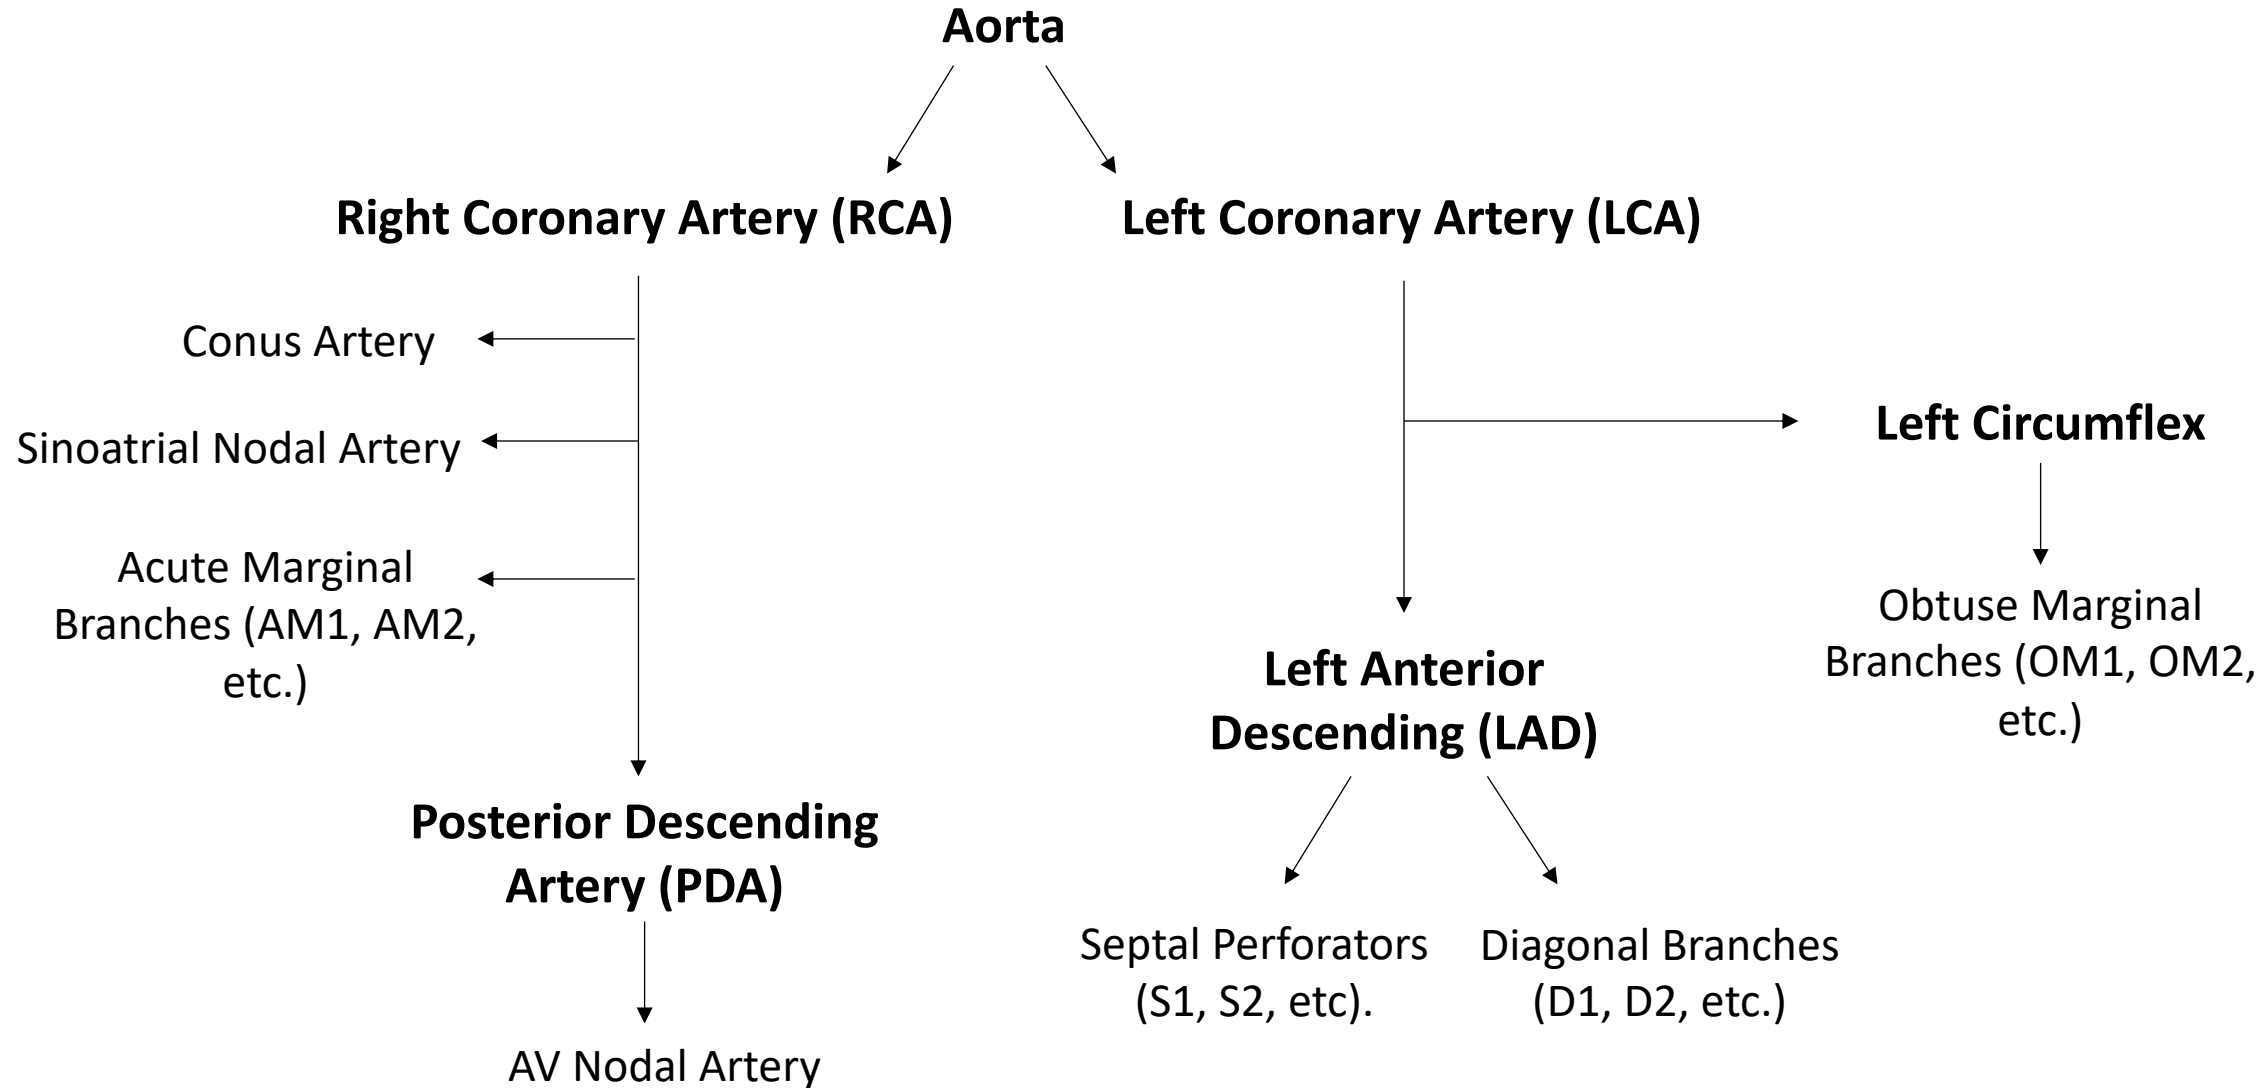 Aorta
Right Coronary Artery (RCA)
Left Coronary Artery (LCA)
Conus Artery
Sinoatrial Nodal Artery
Acute Marginal
Branches (AM1, AM2,
etc.)
Posterior Descending
Artery (PDA)
AV Nodal Artery
Left Circumflex
Obtuse Marginal
Branches (OM1, OM2,
etc.)
Left Anterior
Descending (LAD)
Septal Perforators
(S1, S2, etc).
Diagonal Branches
(D1, D2, etc.)